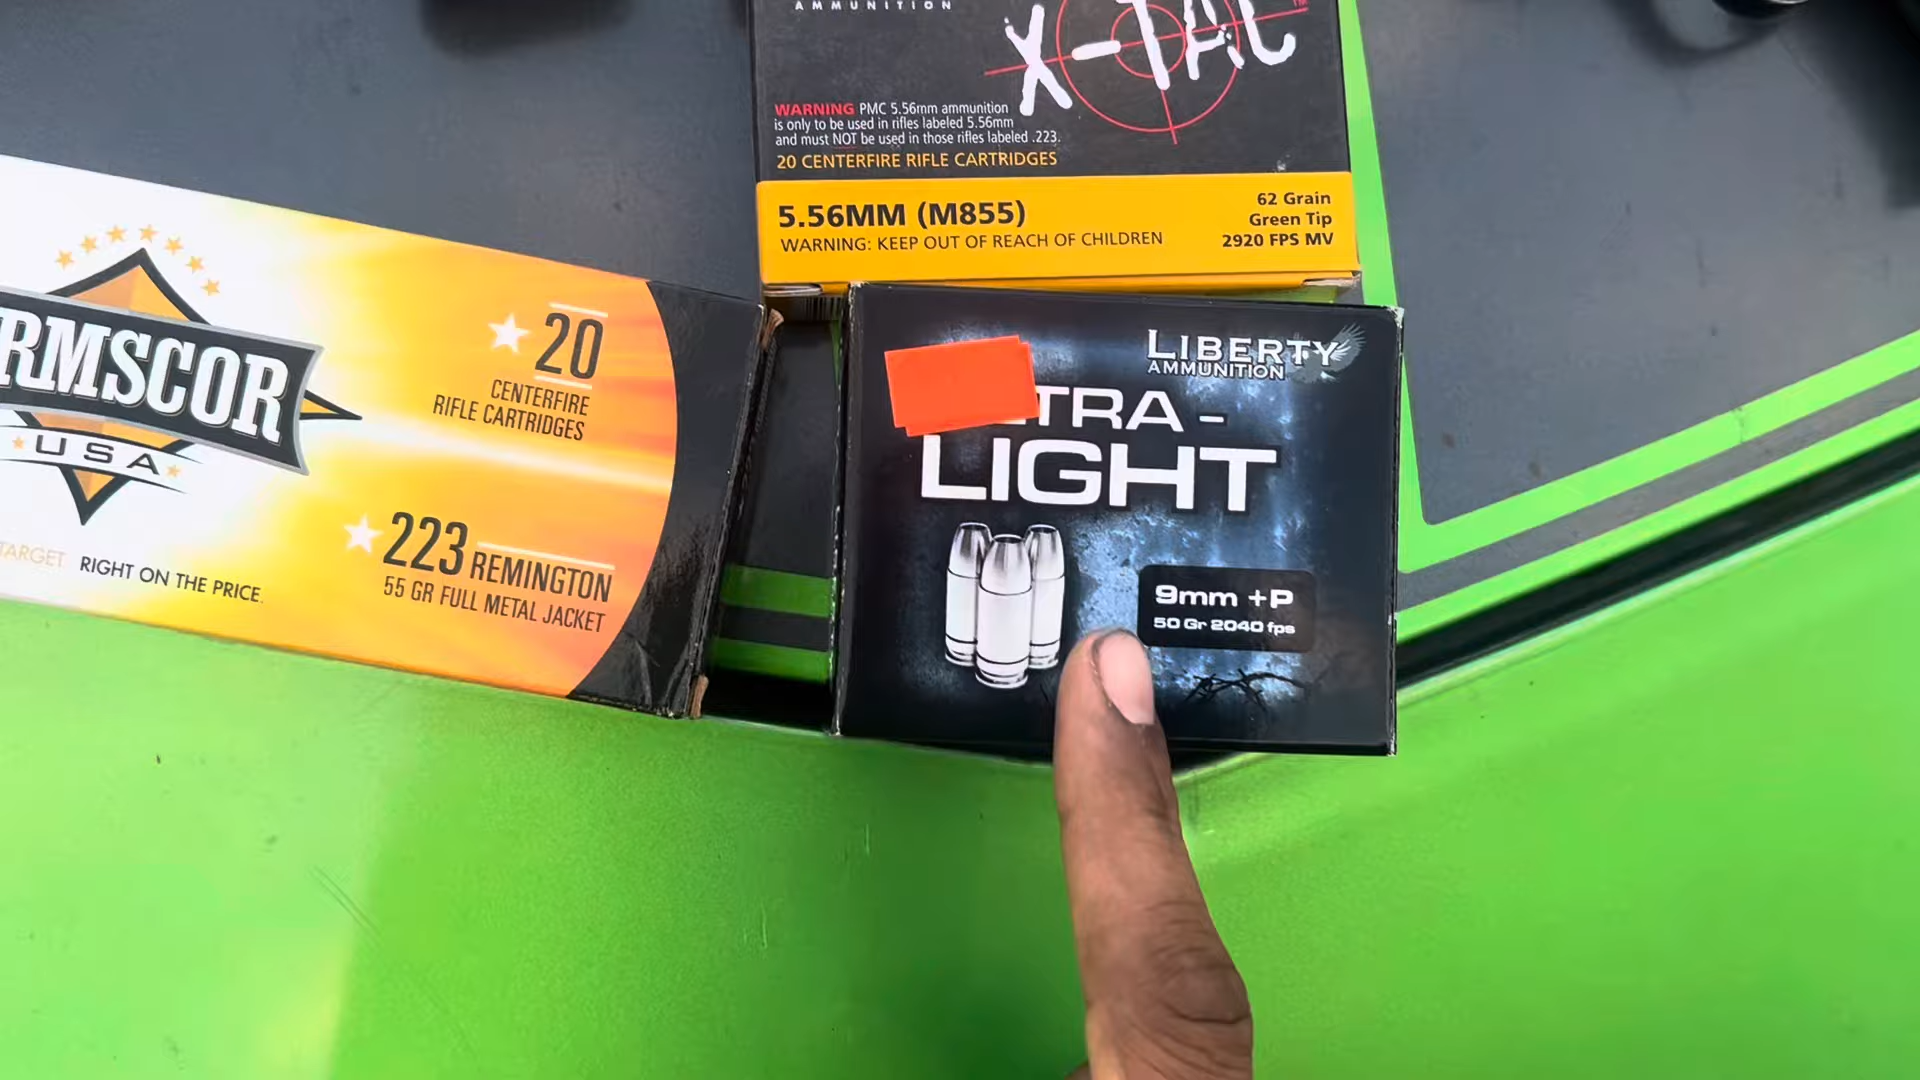 AMMUNITION
X-TAC
WARNING PMC 5.56mm ammunition
is only to be used in rifles labeled 5.56mm
and must NOT be used in those rifles labeled .223.
20 CENTERFIRE RIFLE CARTRIDGES
5.56MM (M855)
WARNING: KEEP OUT OF REACH OF CHILDREN
62 Grain
Green Tip
2920 FPS MV
RMSCOR
USA
20
CENTERFIRE
RIFLE CARTRIDGES
223 REMINGTON
55 GR FULL METAL JACKET
TARGET RIGHT ON THE PRICE.
LIBERTY
AMMUNITION
TRA-
LIGHT
9mm +P
50 Gr 2040 fps